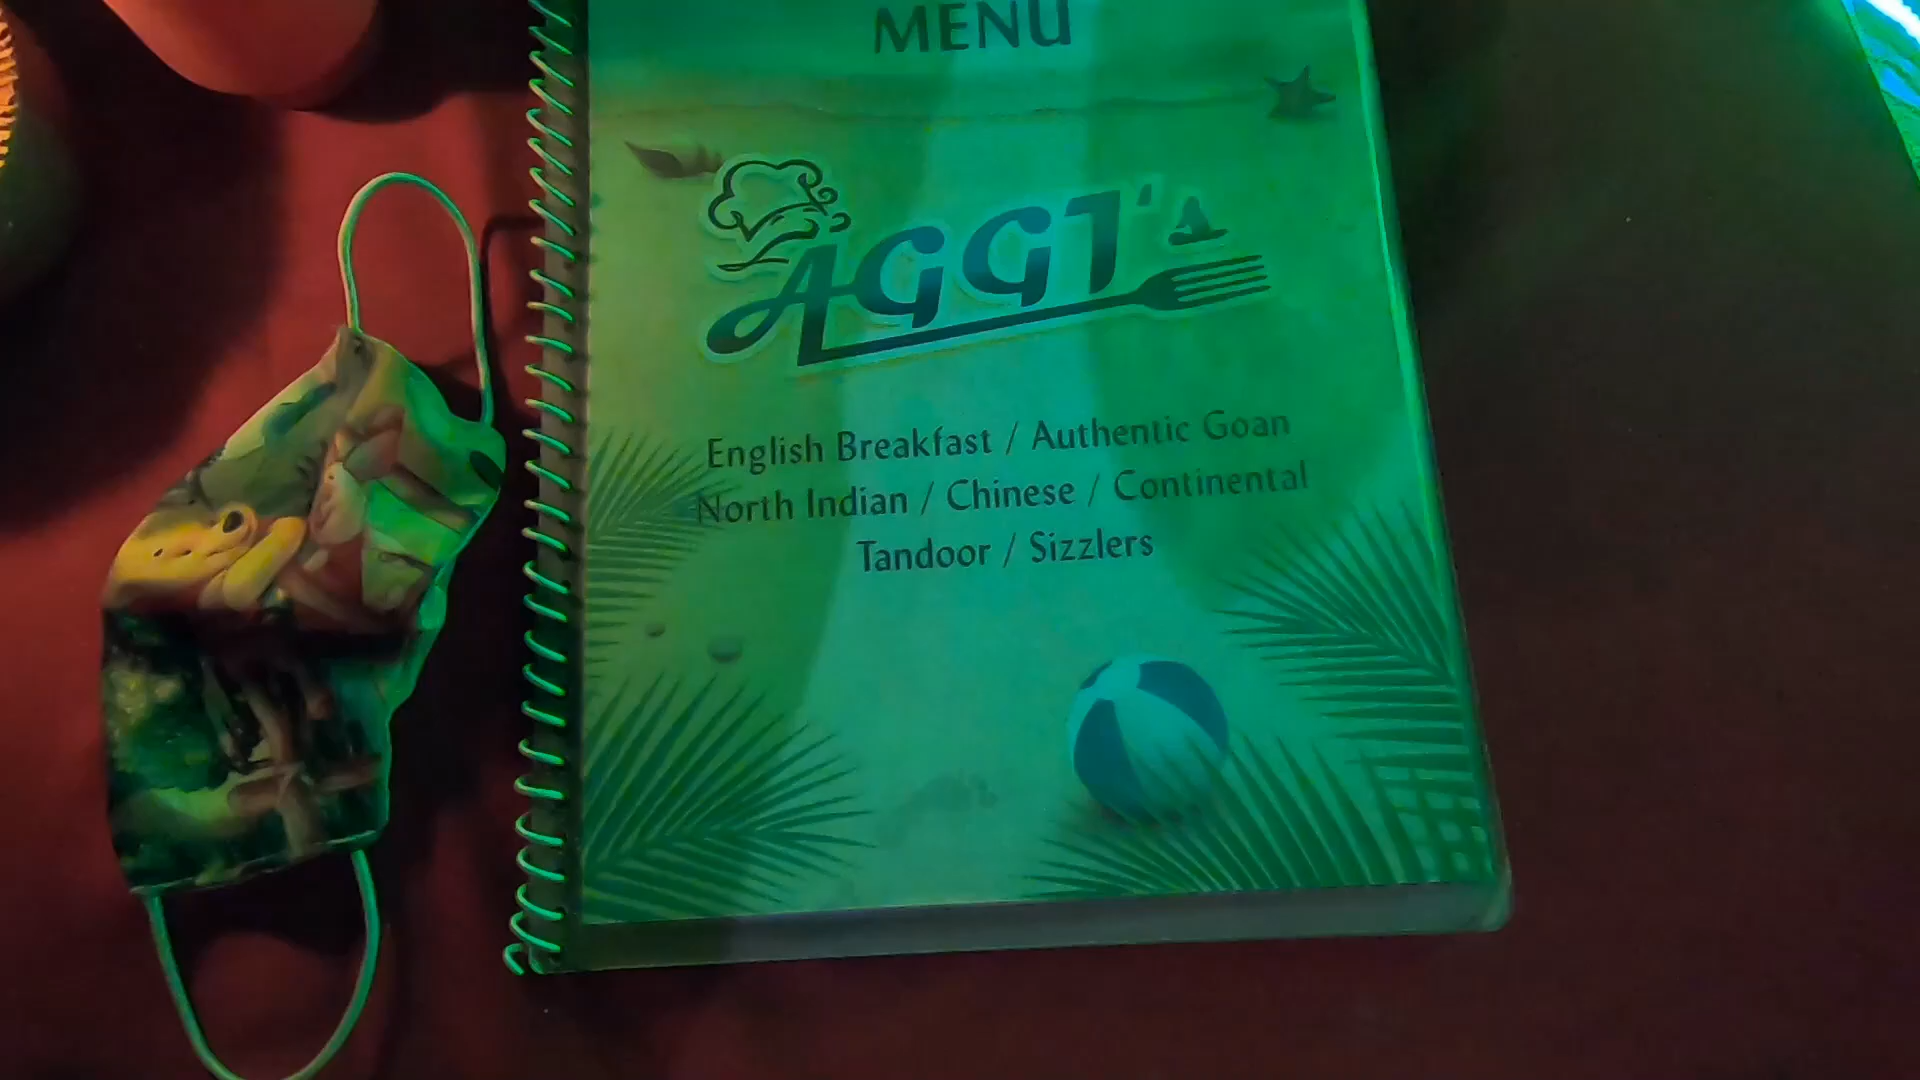 MENU
AGGI's
English Breakfast / Authentic Goan
North Indian / Chinese / Continental
Tandoor / Sizzlers